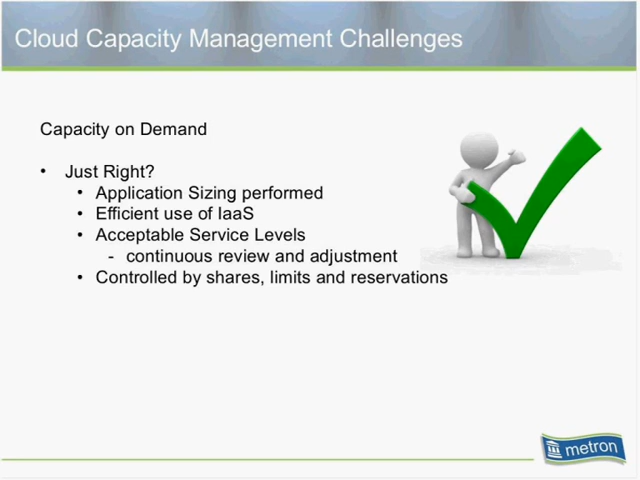 Cloud Capacity Management Challenges
Capacity on Demand
• Just Right?
• Application Sizing performed
• Efficient use of IaaS
• Acceptable Service Levels
- continuous review and adjustment
• Controlled by shares, limits and reservations
metron